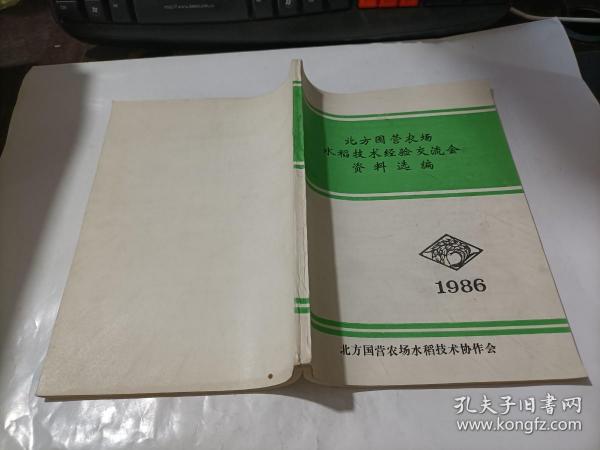 北方国营农场
水稻技术经验交流会
资料选编
1986
北方国营农场水稻技术协作会
孔夫子旧书网
www.kongfz.com